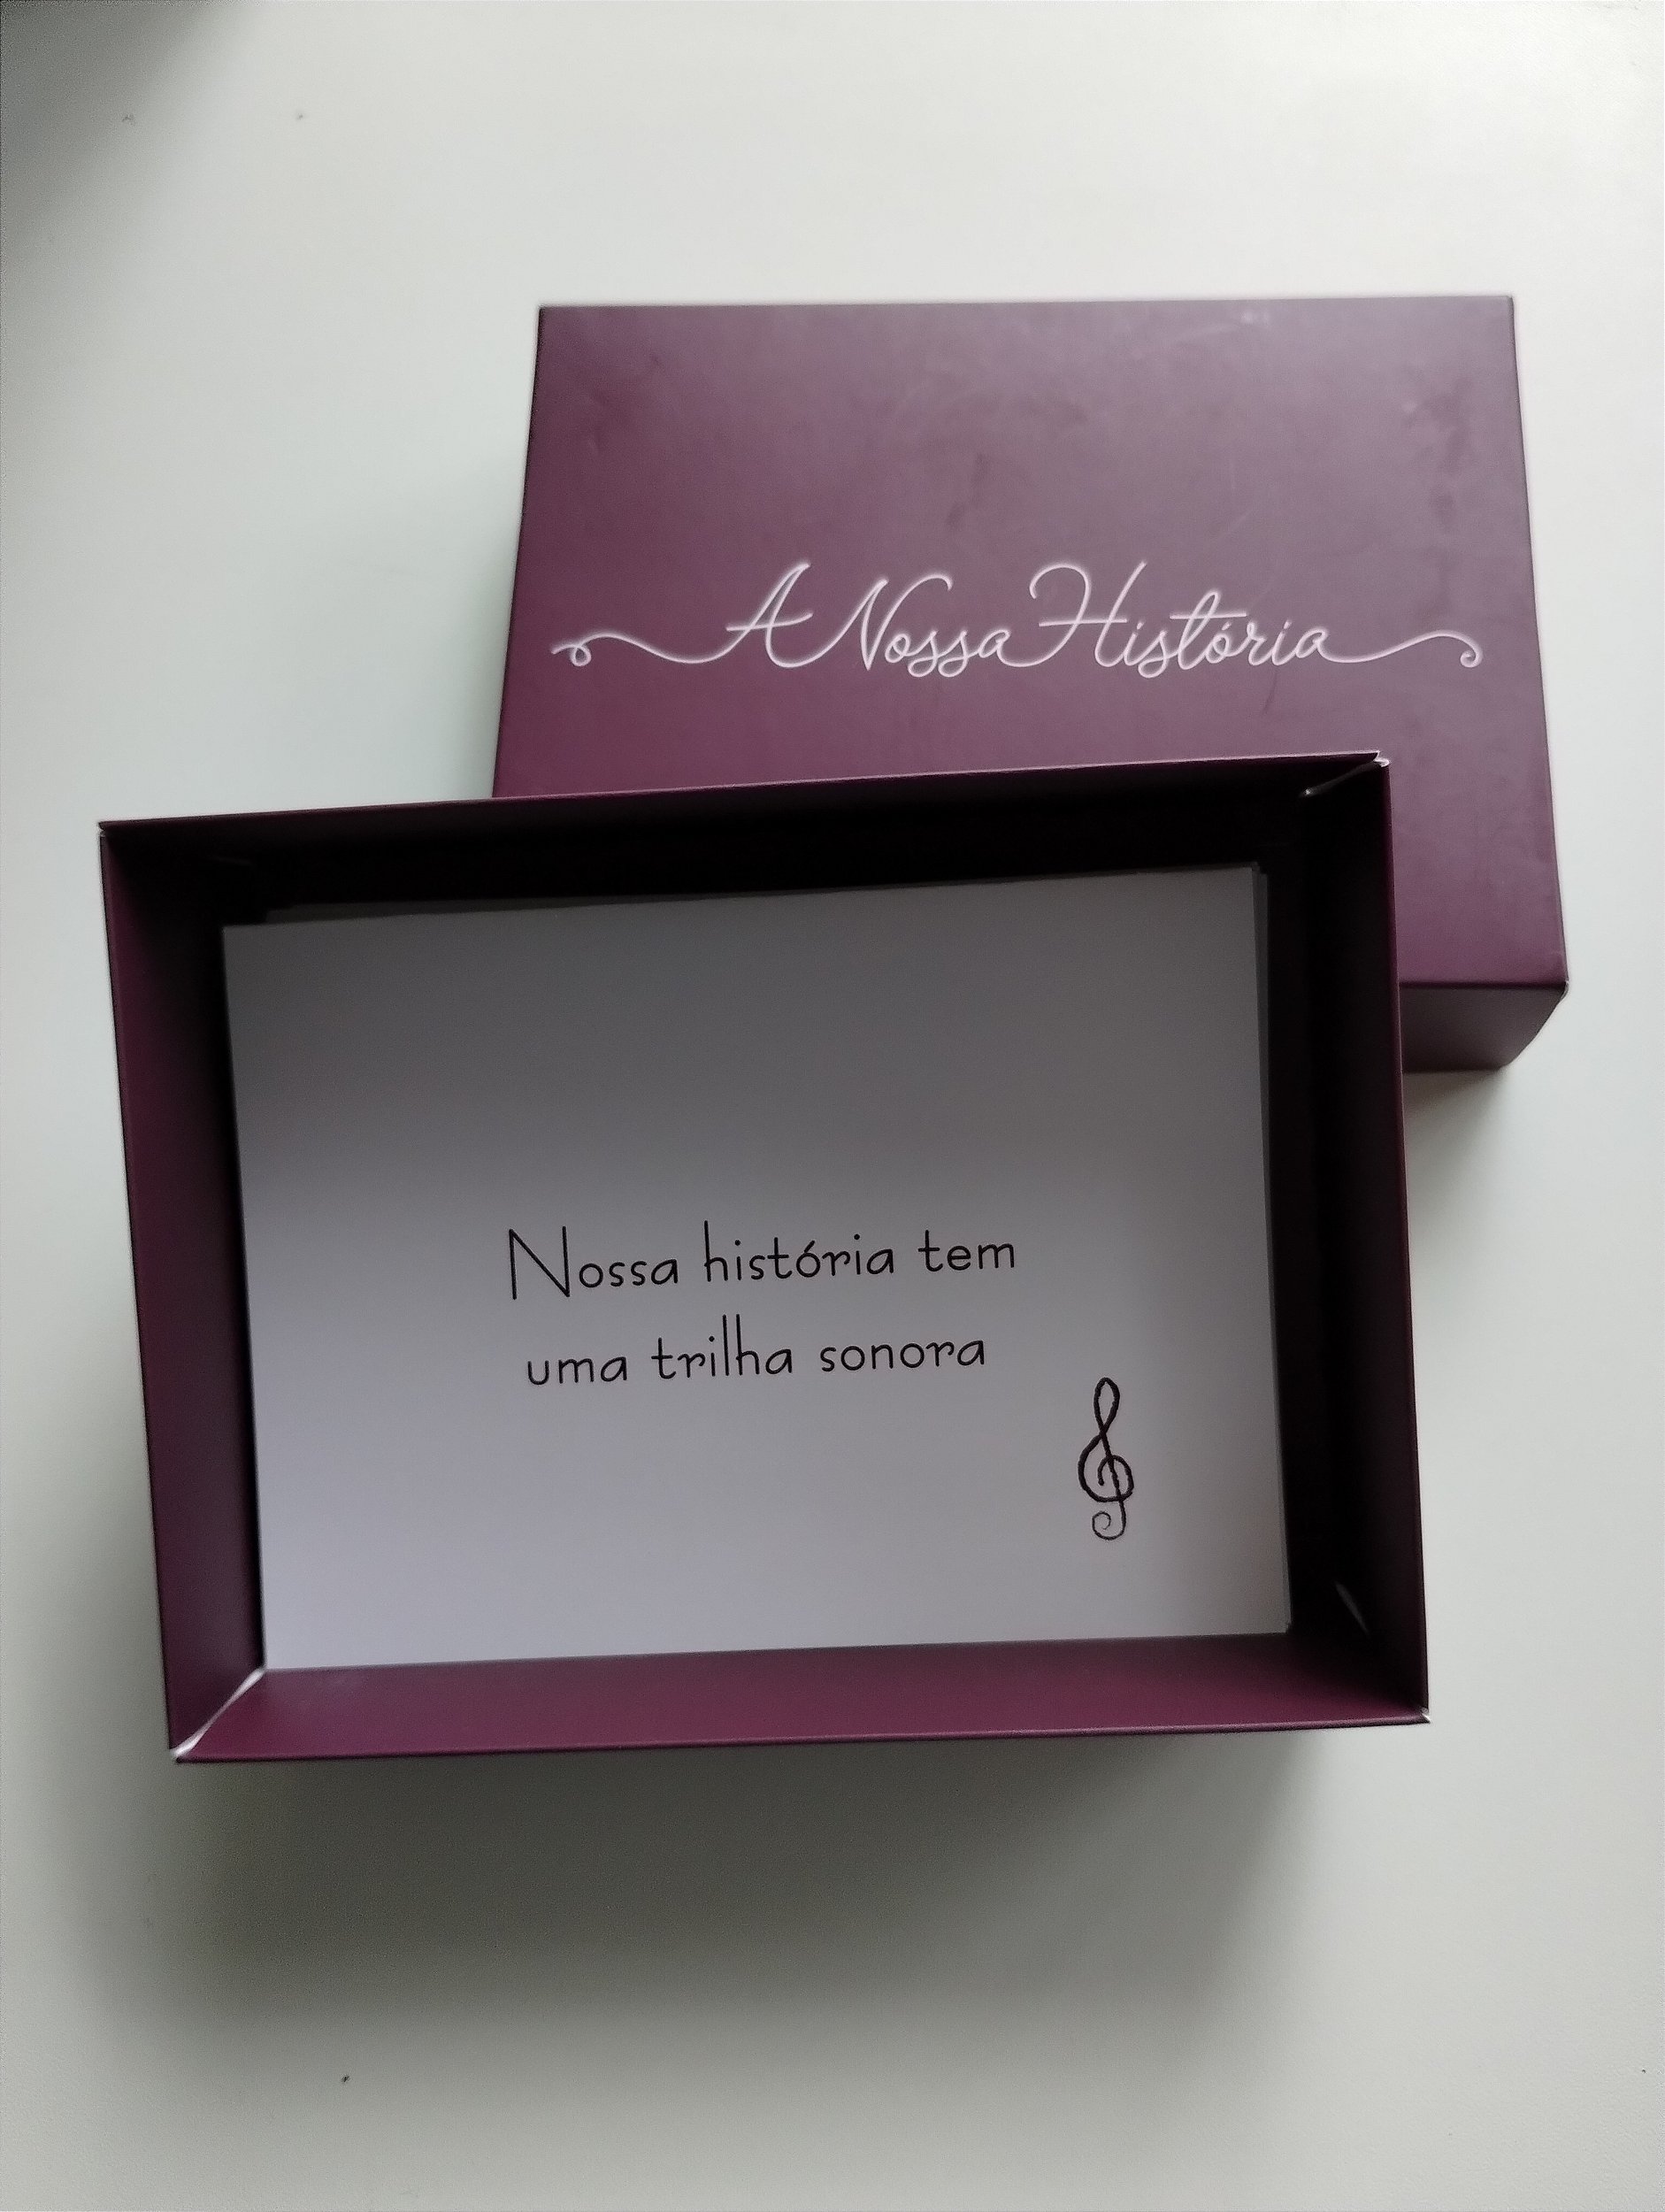 A Nossa História
Nossa história tem
uma trilha sonora